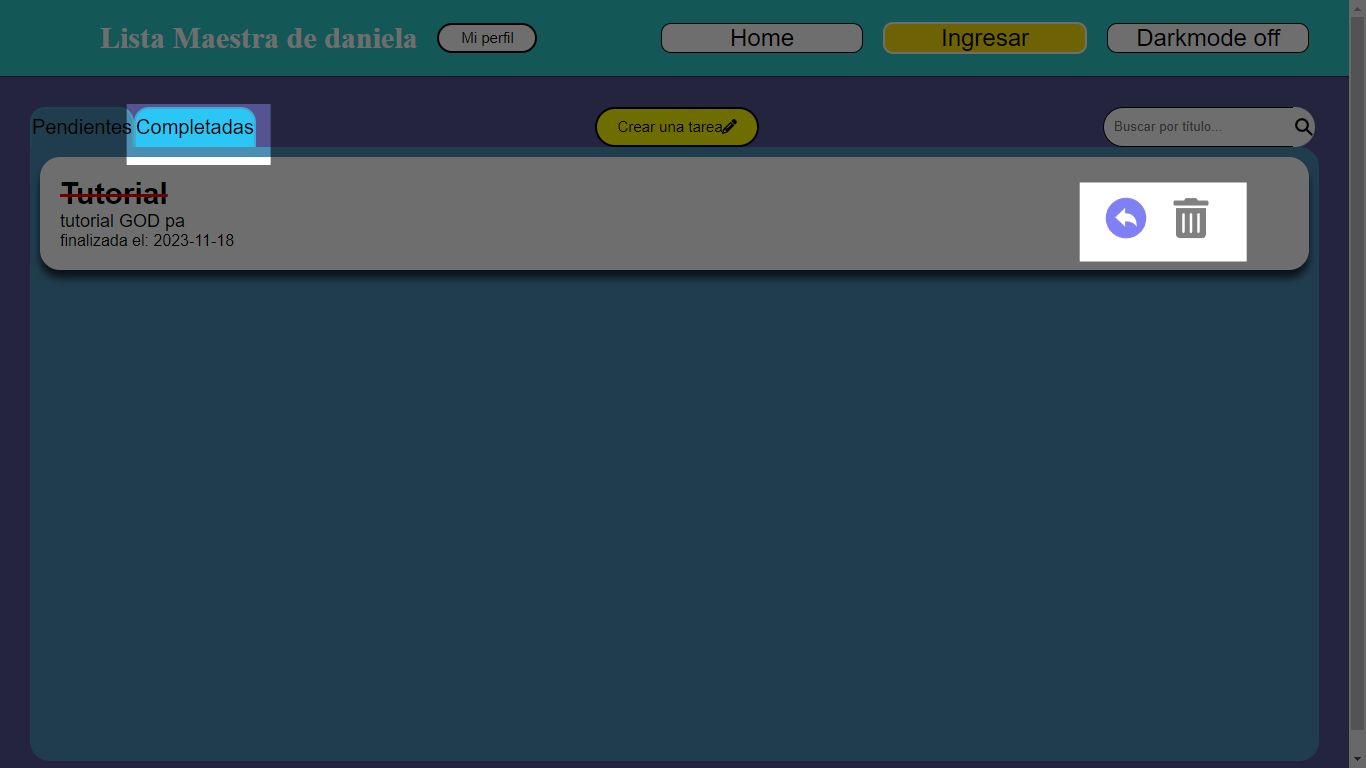 Lista Maestra de daniela
Mi perfil
Home
Ingresar
Darkmode off
Pendientes
Completadas
Crear una tarea
Buscar por título...
Tutorial
tutorial GOD pa
finalizada el: 2023-11-18